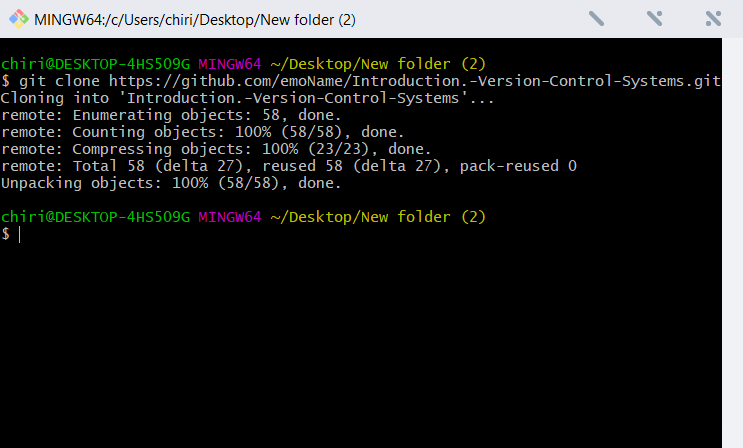 MINGW64:/c/Users/chiri/Desktop/New folder (2)
chiri@DESKTOP-4HS5O9G MINGW64 ~/Desktop/New folder (2)
$ git clone https://github.com/emoName/Introduction.-Version-Control-Systems.git
Cloning into 'Introduction.-Version-Control-Systems'...
remote: Enumerating objects: 58, done.
remote: Counting objects: 100% (58/58), done.
remote: Compressing objects: 100% (23/23), done.
remote: Total 58 (delta 27), reused 58 (delta 27), pack-reused 0
Unpacking objects: 100% (58/58), done.
chiri@DESKTOP-4HS5O9G MINGW64 ~/Desktop/New folder (2)
$